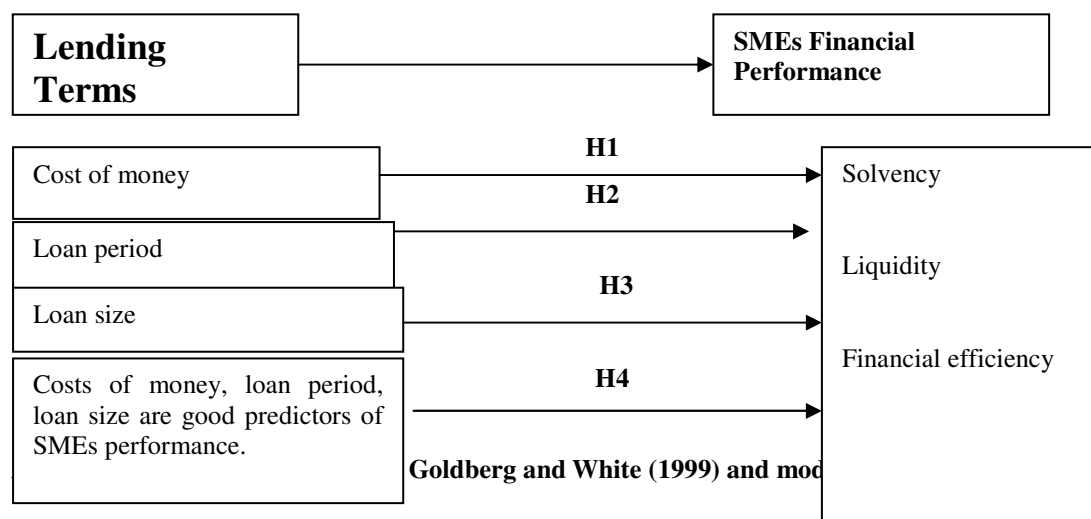 Lending
Terms
SMEs Financial
Performance
H1
Cost of money
Solvency
H2
Loan period
Liquidity
H3
Loan size
Financial efficiency
H4
Costs of money, loan period,
loan size are good predictors of
SMEs performance.
Goldberg and White (1999) and